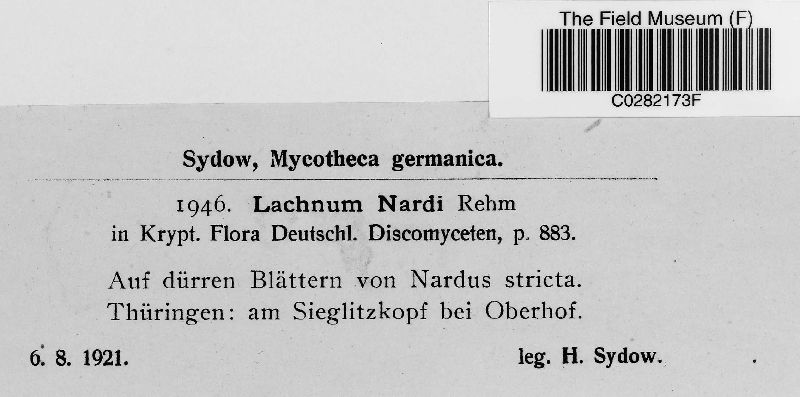 The Field Museum (F)
C0282173F
Sydow, Mycotheca germanica.
1946. Lachnum Nardi Rehm
in Krypt. Flora Deutschl. Discomyceten, p. 883.
Auf dürren Blättern von Nardus stricta.
Thüringen: am Sieglitzkopf bei Oberhof.
6. 8. 1921. leg. H. Sydow.